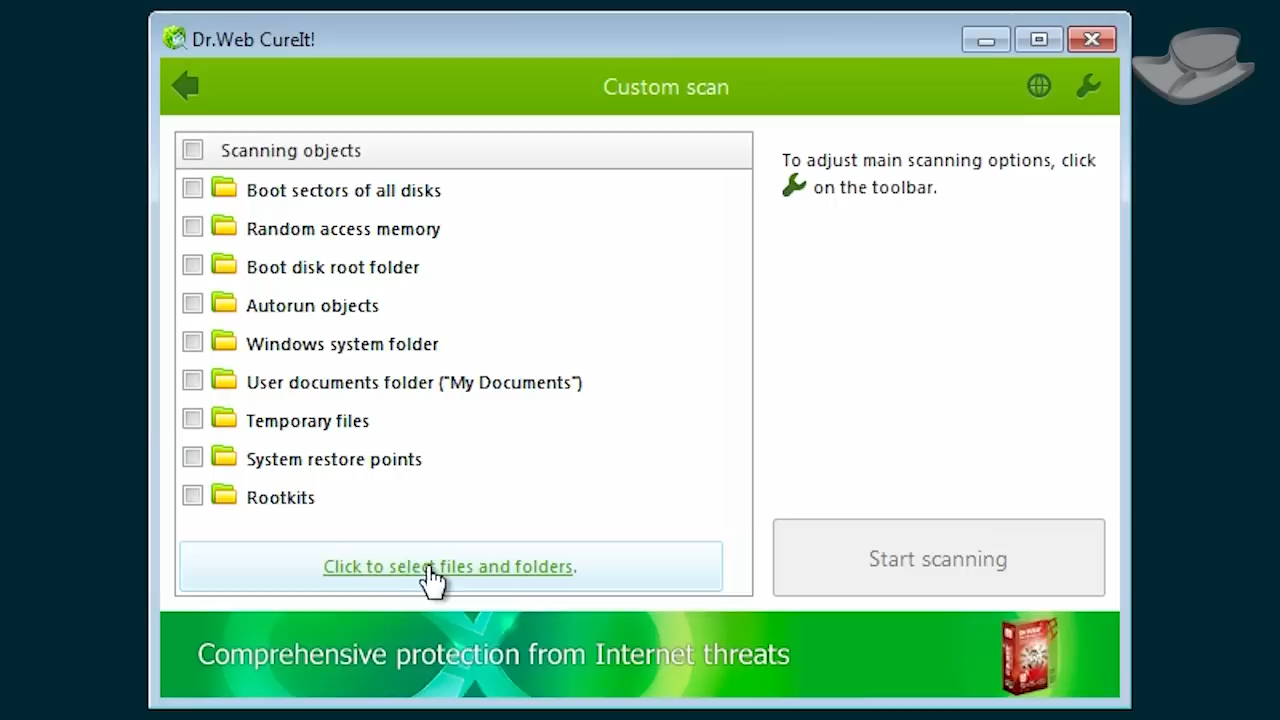 Dr.Web CureIt!
Custom scan
Scanning objects
Boot sectors of all disks
Random access memory
Boot disk root folder
Autorun objects
Windows system folder
User documents folder ("My Documents")
Temporary files
System restore points
Rootkits
Click to select files and folders.
To adjust main scanning options, click
on the toolbar.
Start scanning
Comprehensive protection from Internet threats